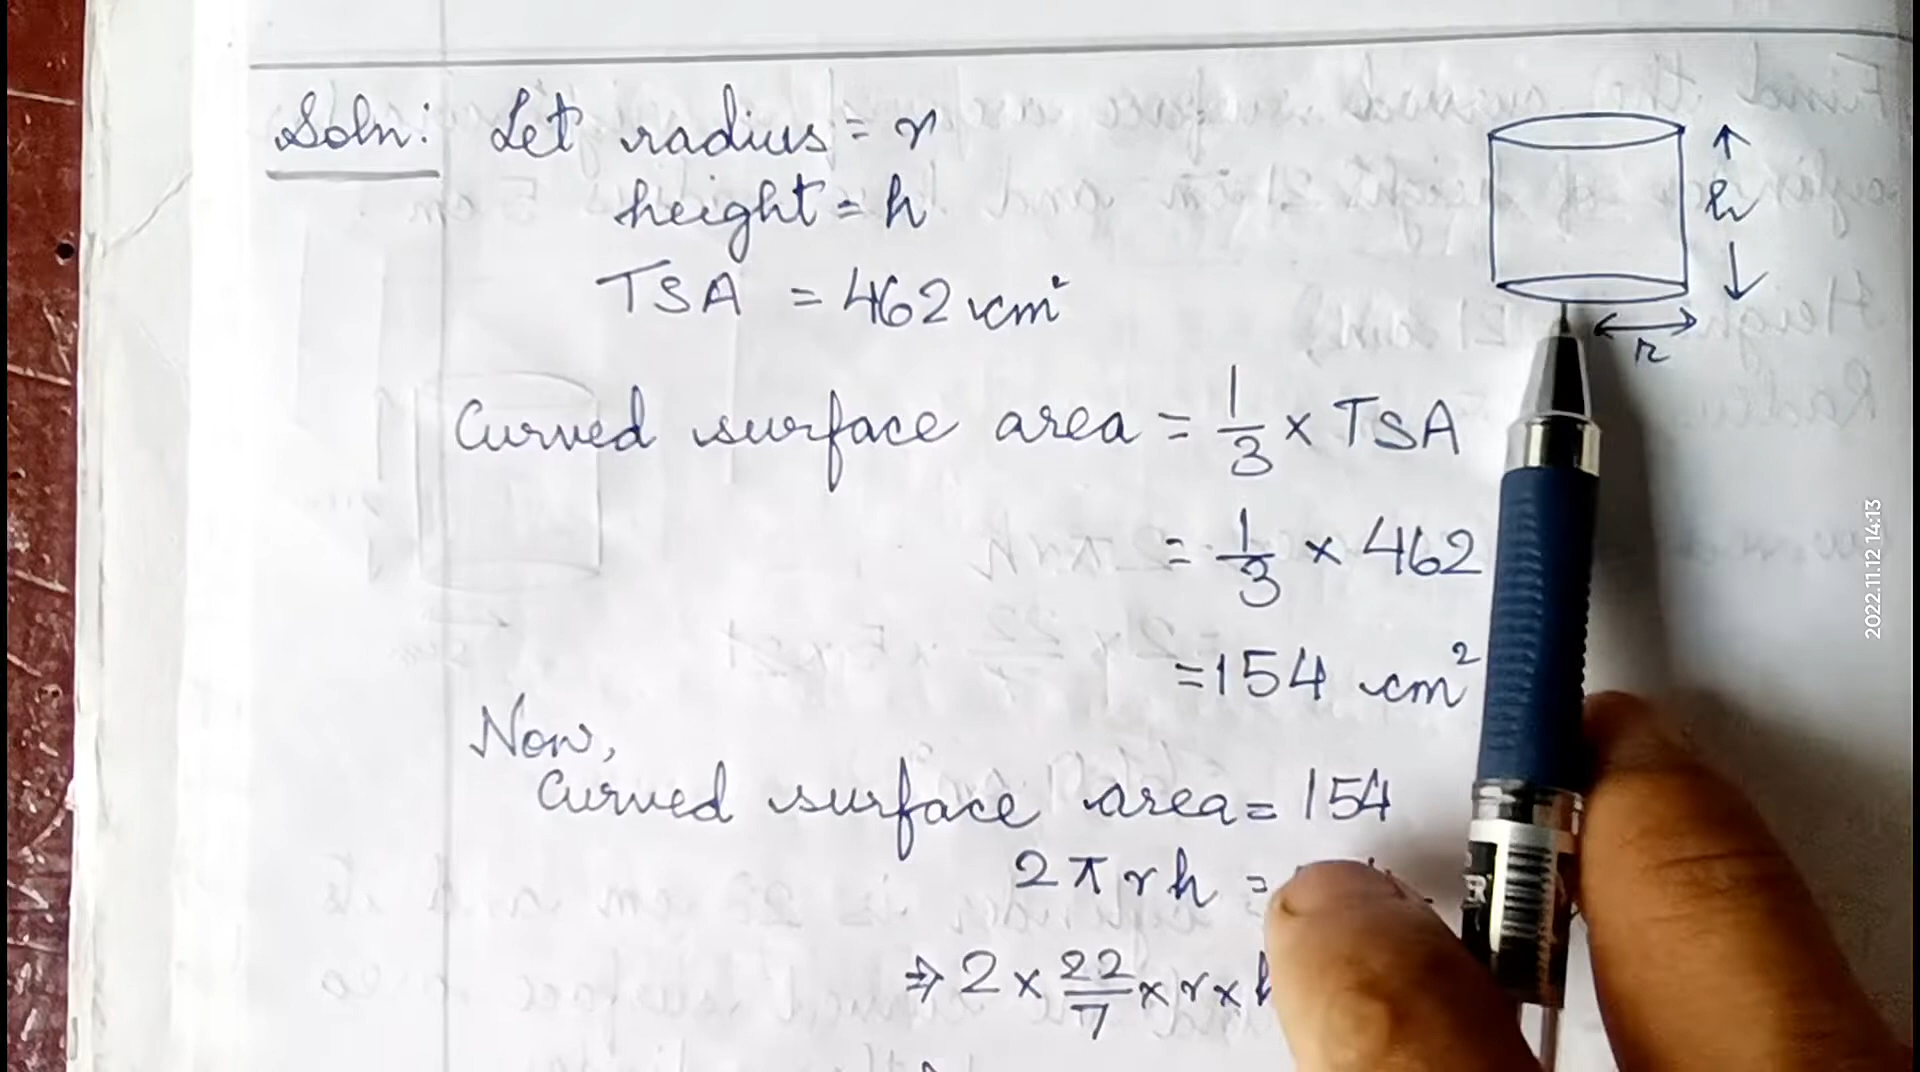 Soln: Let radius = r
height = h
TSA = 462 cm²
h
r
Curved surface area = 1/3 × TSA
= 1/3 × 462
= 154 cm²
Now,
Curved surface area = 154
2πrh =
⇒ 2 × 22/7 × r × h
2022.11.12 14:13